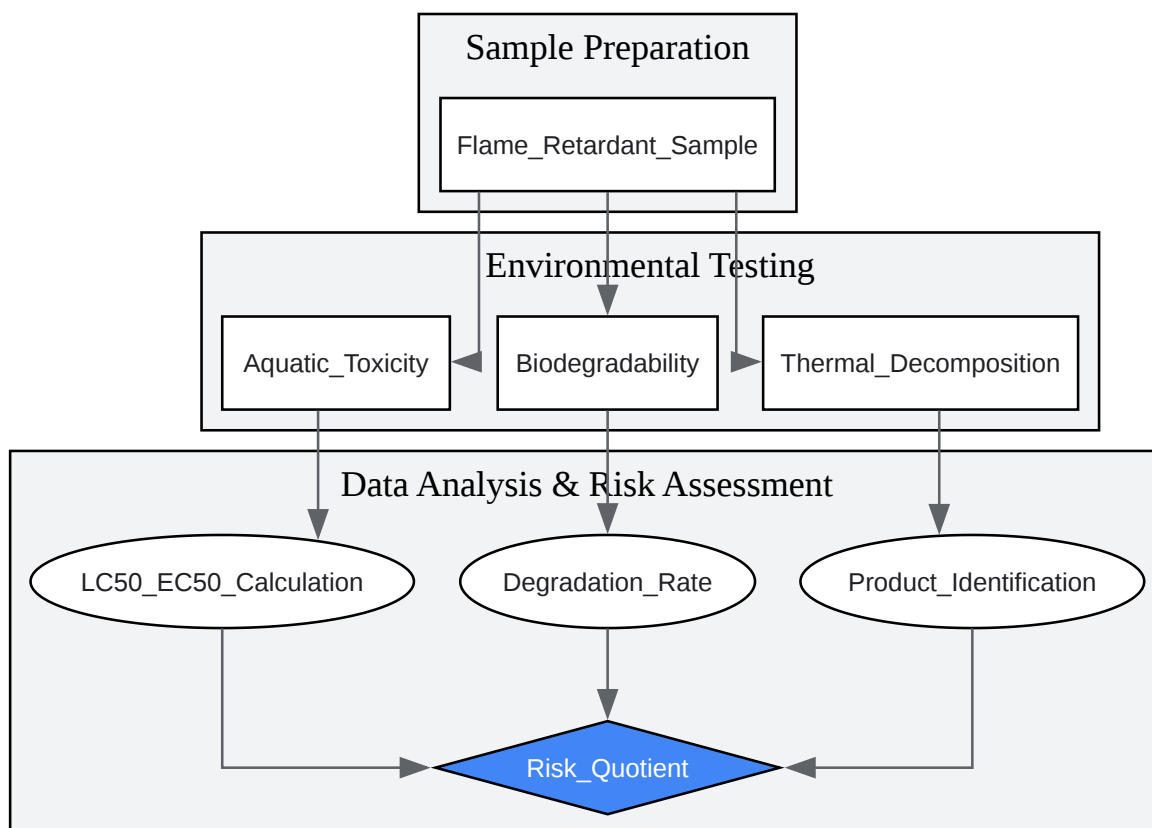 Sample Preparation
Flame_Retardant_Sample
Environmental Testing
Aquatic_Toxicity
Biodegradability
Thermal_Decomposition
Data Analysis & Risk Assessment
LC50_EC50_Calculation
Degradation_Rate
Product_Identification
Risk_Quotient